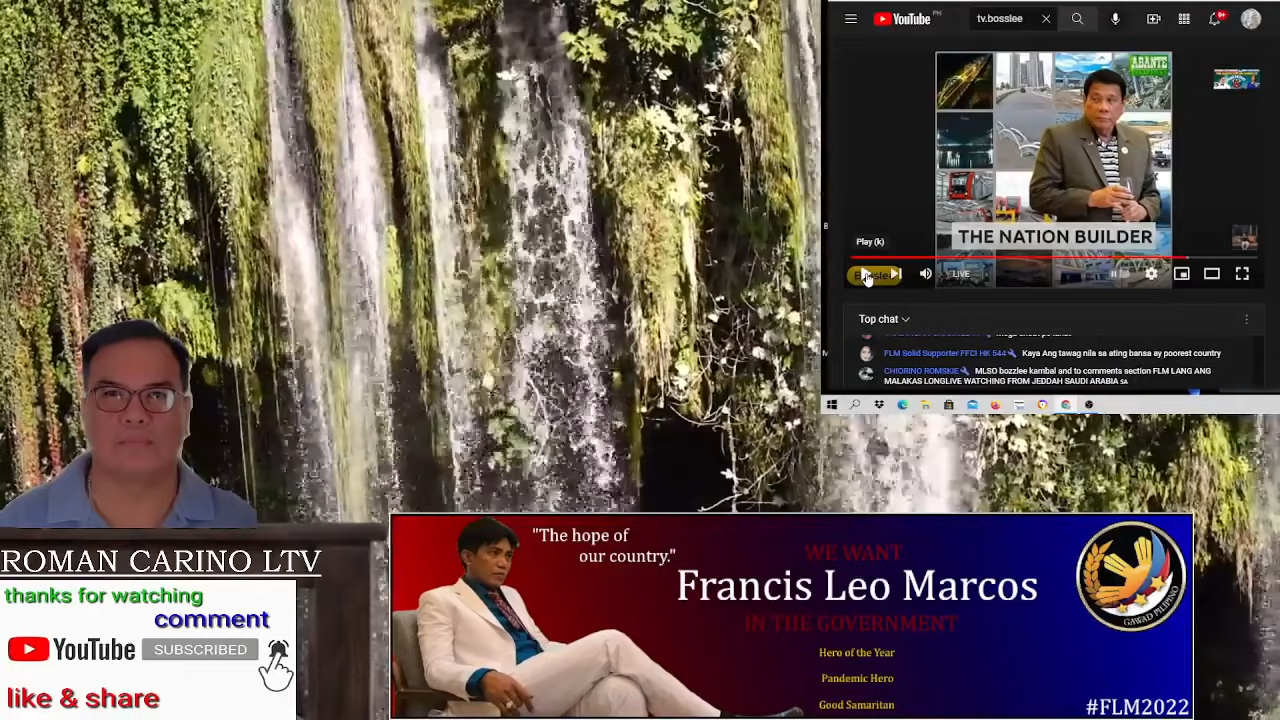 YouTube PH
tv.bosslee
9+
ABANTE
THE NATION BUILDER
Play (k)
LIVE
Top chat
FLM Solid Supporter FFCI HK 544 Kaya Ang tawag nila sa ating bansa ay poorest country
CHIORINO ROMSKIE MLSO bozzlee kambal and to comments section FLM LANG ANG
MALAKAS LONGLIVE WATCHING FROM JEDDAH SAUDI ARABIA SA
ROMAN CARINO LTV
thanks for watching
comment
YouTube SUBSCRIBED
like & share
"The hope of
our country."
WE WANT
Francis Leo Marcos
IN THE GOVERNMENT
Hero of the Year
Pandemic Hero
Good Samaritan
GAWAD PILIPINO
#FLM2022